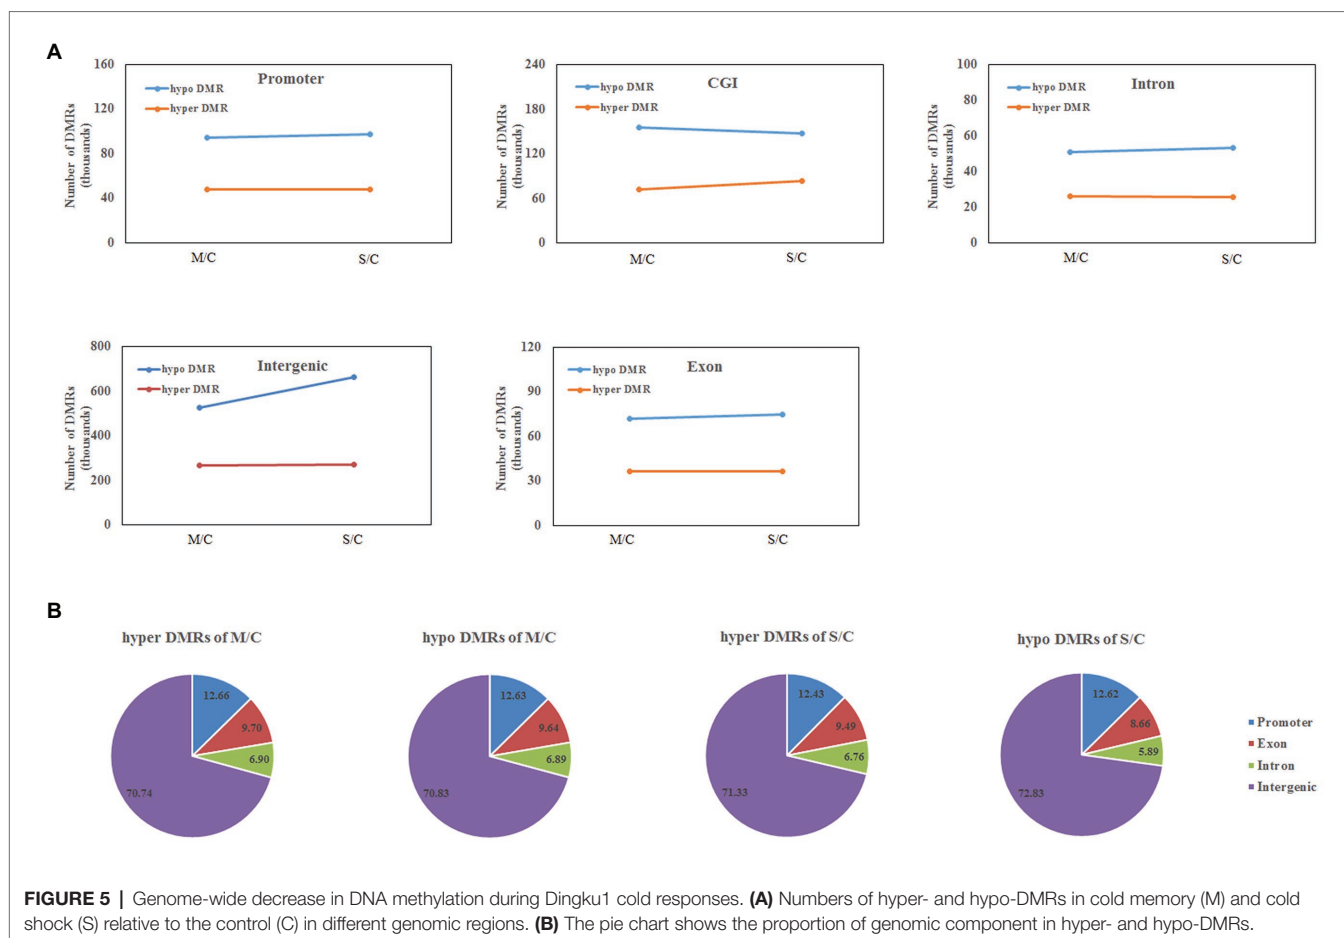 A
Promoter
hypo DMR
hyper DMR
Number of DMRs
(thousands)
160
120
80
40
0
M/C S/C
CGI
hypo DMR
hyper DMR
Number of DMRs
(thousands)
240
180
120
60
0
M/C S/C
Intron
hypo DMR
hyper DMR
Number of DMRs
(thousands)
100
80
60
40
20
0
M/C S/C
Intergenic
hypo DMR
hyper DMR
Number of DMRs
(thousands)
800
600
400
200
0
M/C S/C
Exon
hypo DMR
hyper DMR
Number of DMRs
(thousands)
120
90
60
30
0
M/C S/C
B
hyper DMRs of M/C
12.66
9.70
6.90
70.74
hypo DMRs of M/C
12.63
9.64
6.89
70.83
hyper DMRs of S/C
12.43
9.49
6.76
71.33
hypo DMRs of S/C
12.62
8.66
5.89
72.83
Promoter
Exon
Intron
Intergenic
FIGURE 5 | Genome-wide decrease in DNA methylation during Dingku1 cold responses. (A) Numbers of hyper- and hypo-DMRs in cold memory (M) and cold
shock (S) relative to the control (C) in different genomic regions. (B) The pie chart shows the proportion of genomic component in hyper- and hypo-DMRs.